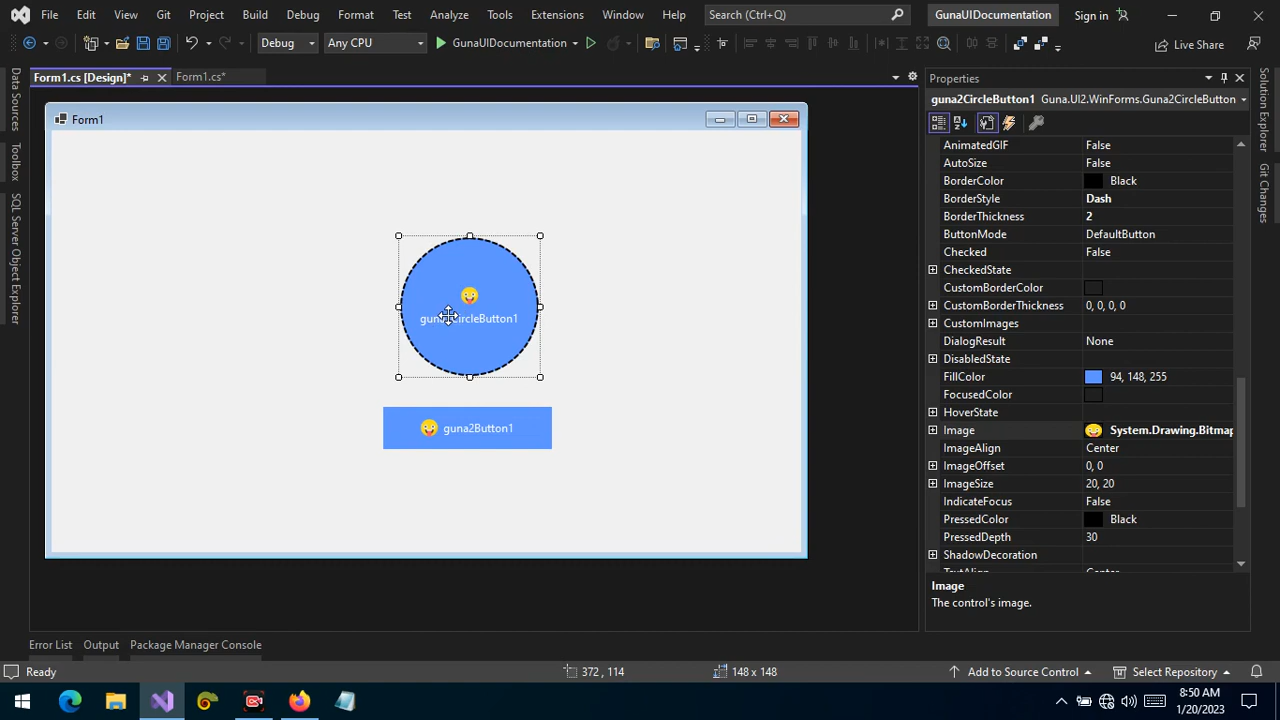 File Edit View Git Project Build Debug Format Test Analyze Tools Extensions Window Help Search (Ctrl+Q) GunaUIDocumentation Sign in
Debug Any CPU GunaUIDocumentation Live Share
Form1.cs [Design]* Form1.cs*
Data Sources
Toolbox
SQL Server Object Explorer
Form1
guna2CircleButton1
guna2Button1
Properties
guna2CircleButton1 Guna.UI2.WinForms.Guna2CircleButton
AnimatedGIF False
AutoSize False
BorderColor Black
BorderStyle Dash
BorderThickness 2
ButtonMode DefaultButton
Checked False
CheckedState
CustomBorderColor
CustomBorderThickness 0, 0, 0, 0
CustomImages
DialogResult None
DisabledState
FillColor 94, 148, 255
FocusedColor
HoverState
Image System.Drawing.Bitmap
ImageAlign Center
ImageOffset 0, 0
ImageSize 20, 20
IndicateFocus False
PressedColor Black
PressedDepth 30
ShadowDecoration
TextAlign Center
Image
The control's image.
Solution Explorer
Git Changes
Error List Output Package Manager Console
Ready 372 , 114 148 x 148 Add to Source Control Select Repository
8:50 AM
1/20/2023